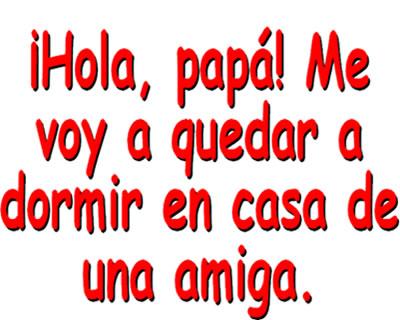 ¡Hola, papá! Me
voy a quedar a
dormir en casa de
una amiga.